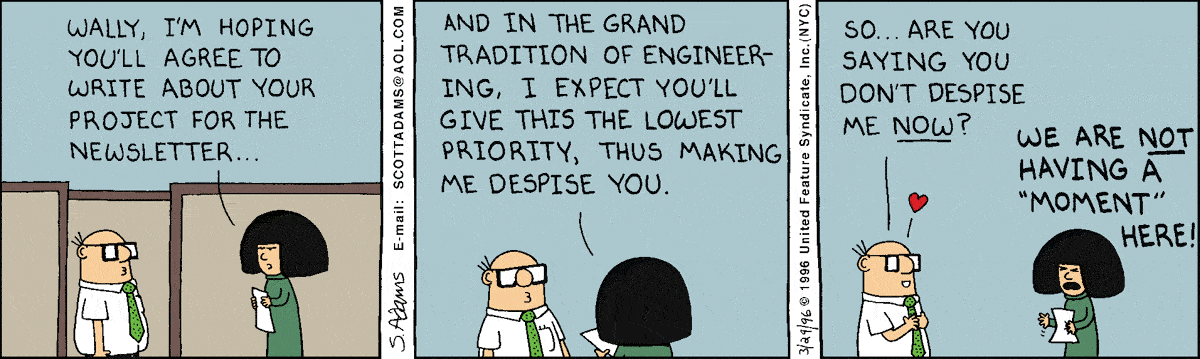 WALLY, I'M HOPING
YOU'LL AGREE TO
WRITE ABOUT YOUR
PROJECT FOR THE
NEWSLETTER...
S.Adams E-mail: SCOTTADAMS@AOL.COM
AND IN THE GRAND
TRADITION OF ENGINEER-
ING, I EXPECT YOU'LL
GIVE THIS THE LOWEST
PRIORITY, THUS MAKING
ME DESPISE YOU.
3/29/96 © 1996 United Feature Syndicate, Inc.(NYC)
SO... ARE YOU
SAYING YOU
DON'T DESPISE
ME NOW?
WE ARE NOT
HAVING A
"MOMENT"
HERE!